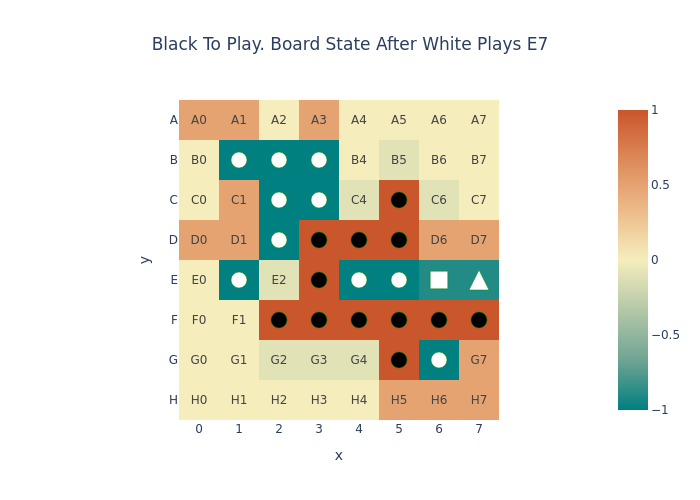 Black To Play. Board State After White Plays E7
A A0 A1 A2 A3 A4 A5 A6 A7
B B0 B4 B5 B6 B7
C C0 C1 C4 C6 C7
D D0 D1 D6 D7
E E0 E2
F F0 F1
G G0 G1 G2 G3 G4 G7
H H0 H1 H2 H3 H4 H5 H6 H7
0 1 2 3 4 5 6 7
x
y
1
0.5
0
−0.5
−1